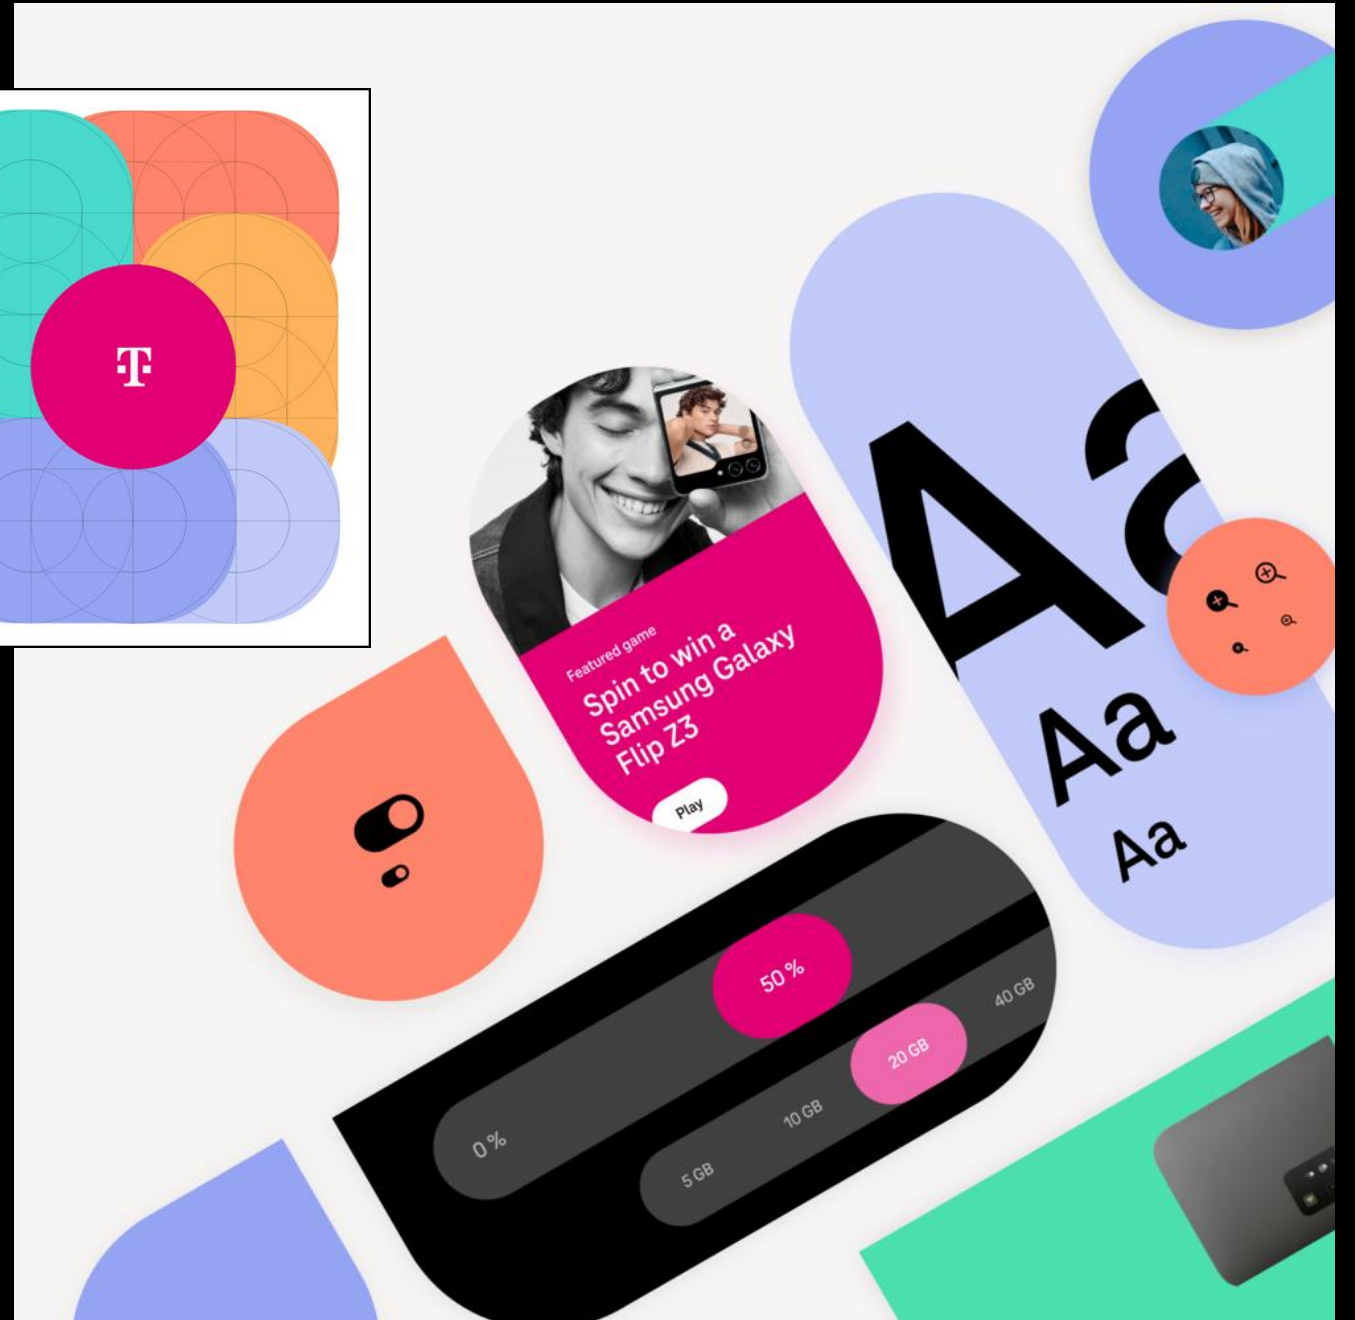 T
Aa
Featured game
Spin to win a
Samsung Galaxy
Flip Z3
Play
Aa
Aa
50 %
0 %
40 GB
20 GB
10 GB
5 GB